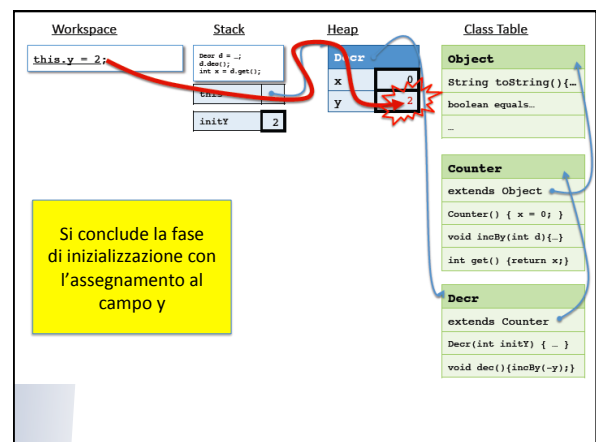 Workspace
Stack
Heap
Class Table
this.y = 2;
Decr d = _;
d.dec();
int x = d.get();
this
initY 2
Decr
x 0
y 2
Object
String toString(){…
boolean equals…
…
Counter
extends Object
Counter() { x = 0; }
void incBy(int d){…}
int get() {return x;}
Decr
extends Counter
Decr(int initY) { … }
void dec(){incBy(-y);}
Si conclude la fase
di inizializzazione con
l'assegnamento al
campo y